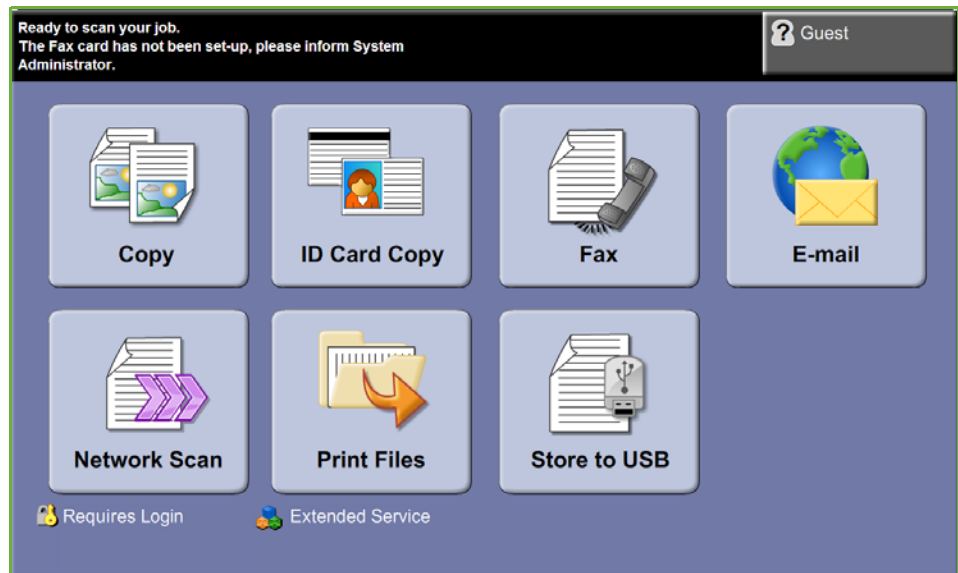 Ready to scan your job.
The Fax card has not been set-up, please inform System
Administrator.
? Guest
Copy
ID Card Copy
Fax
E-mail
Network Scan
Print Files
Store to USB
Requires Login
Extended Service